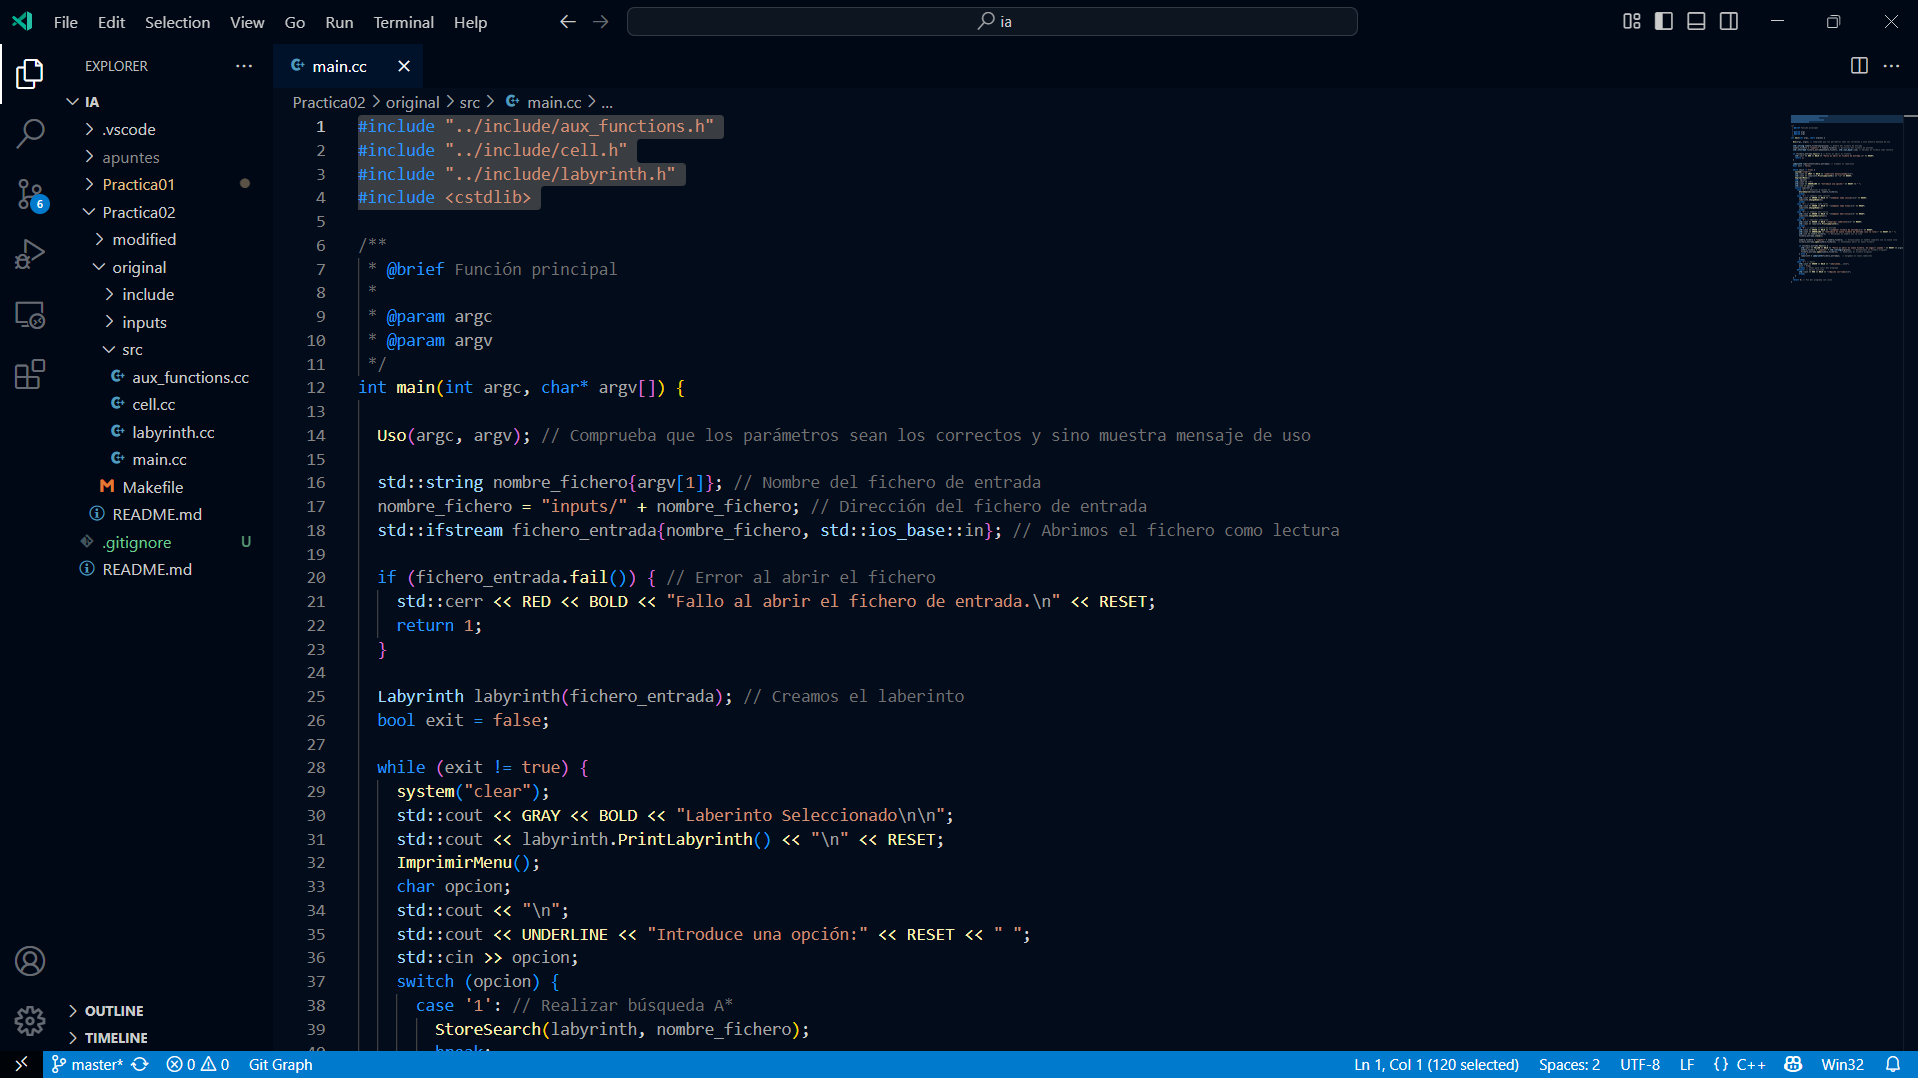 File Edit Selection View Go Run Terminal Help
ia
EXPLORER
IA
.vscode
apuntes
Practica01
Practica02
modified
original
include
inputs
src
aux_functions.cc
cell.cc
labyrinth.cc
main.cc
Makefile
README.md
.gitignore U
README.md
OUTLINE
TIMELINE
6
main.cc
Practica02 > original > src > main.cc > ...
1 #include "../include/aux_functions.h"
2 #include "../include/cell.h"
3 #include "../include/labyrinth.h"
4 #include <cstdlib>
5
6 /**
7 * @brief Función principal
8 *
9 * @param argc
10 * @param argv
11 */
12 int main(int argc, char* argv[]) {
13
14 Uso(argc, argv); // Comprueba que los parámetros sean los correctos y sino muestra mensaje de uso
15
16 std::string nombre_fichero{argv[1]}; // Nombre del fichero de entrada
17 nombre_fichero = "inputs/" + nombre_fichero; // Dirección del fichero de entrada
18 std::ifstream fichero_entrada{nombre_fichero, std::ios_base::in}; // Abrimos el fichero como lectura
19
20 if (fichero_entrada.fail()) { // Error al abrir el fichero
21 std::cerr << RED << BOLD << "Fallo al abrir el fichero de entrada.\n" << RESET;
22 return 1;
23 }
24
25 Labyrinth labyrinth(fichero_entrada); // Creamos el laberinto
26 bool exit = false;
27
28 while (exit != true) {
29 system("clear");
30 std::cout << GRAY << BOLD << "Laberinto Seleccionado\n\n";
31 std::cout << labyrinth.PrintLabyrinth() << "\n" << RESET;
32 ImprimirMenu();
33 char opcion;
34 std::cout << "\n";
35 std::cout << UNDERLINE << "Introduce una opción:" << RESET << " ";
36 std::cin >> opcion;
37 switch (opcion) {
38 case '1': // Realizar búsqueda A*
39 StoreSearch(labyrinth, nombre_fichero);
40 break;
master* 0 0 Git Graph Ln 1, Col 1 (120 selected) Spaces: 2 UTF-8 LF {} C++ Win32